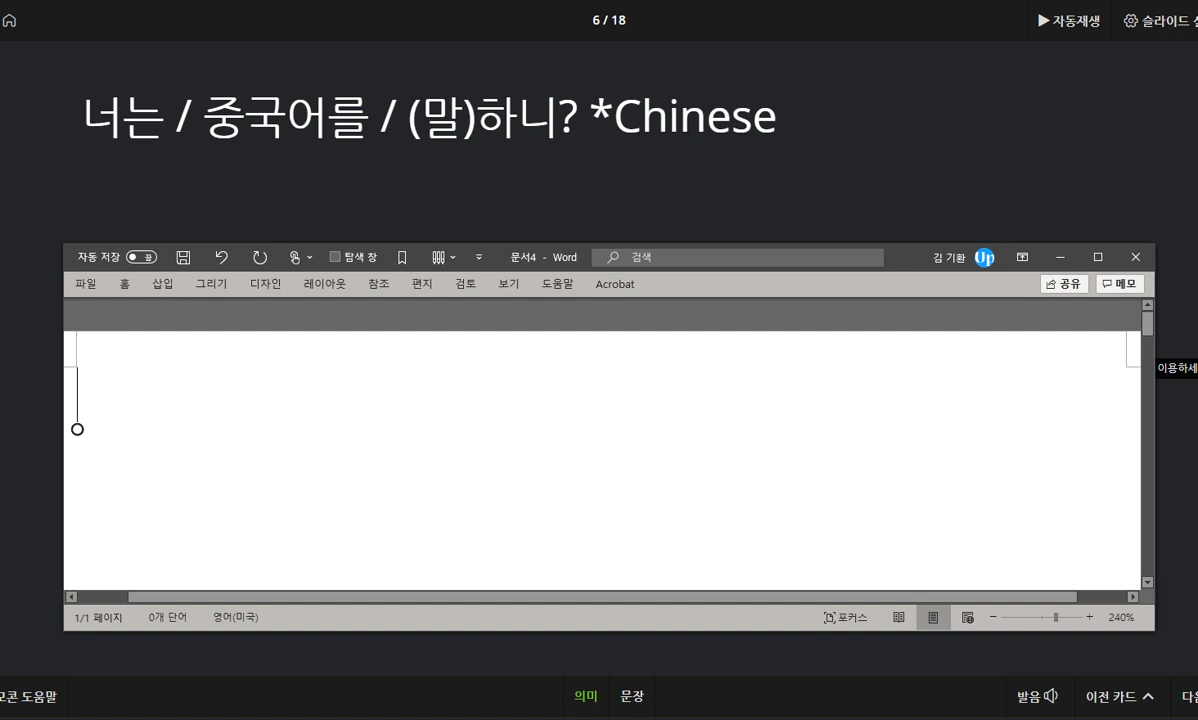 6 / 18
▶ 자동재생
슬라이드
너는 / 중국어를 / (말)하니? *Chinese
자동 저장 끔
탐색 창
문서4 - Word
검색
김 기환
Up
파일 홈 삽입 그리기 디자인 레이아웃 참조 편지 검토 보기 도움말 Acrobat
공유 메모
이용하세
1/1 페이지 0개 단어 영어(미국)
포커스
− + 240%
모콘 도움말
의미 문장
발음
이전 카드